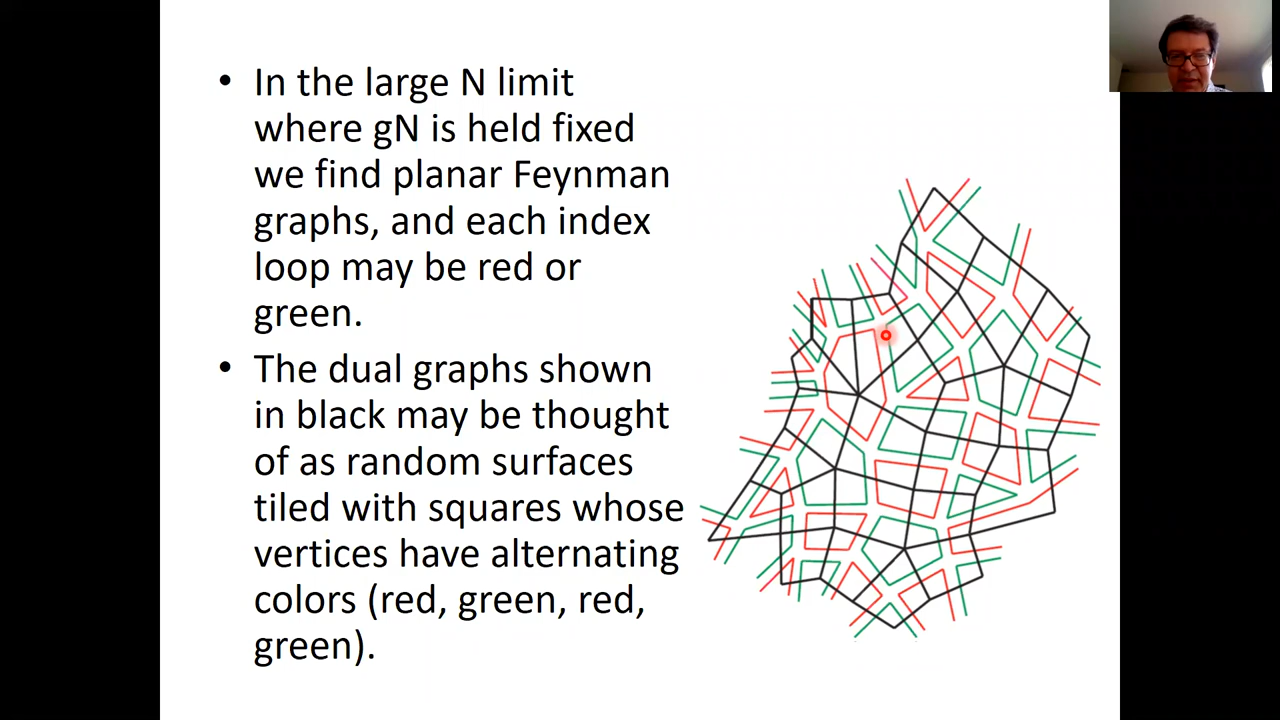 • In the large N limit
where gN is held fixed
we find planar Feynman
graphs, and each index
loop may be red or
green.
• The dual graphs shown
in black may be thought
of as random surfaces
tiled with squares whose
vertices have alternating
colors (red, green, red,
green).